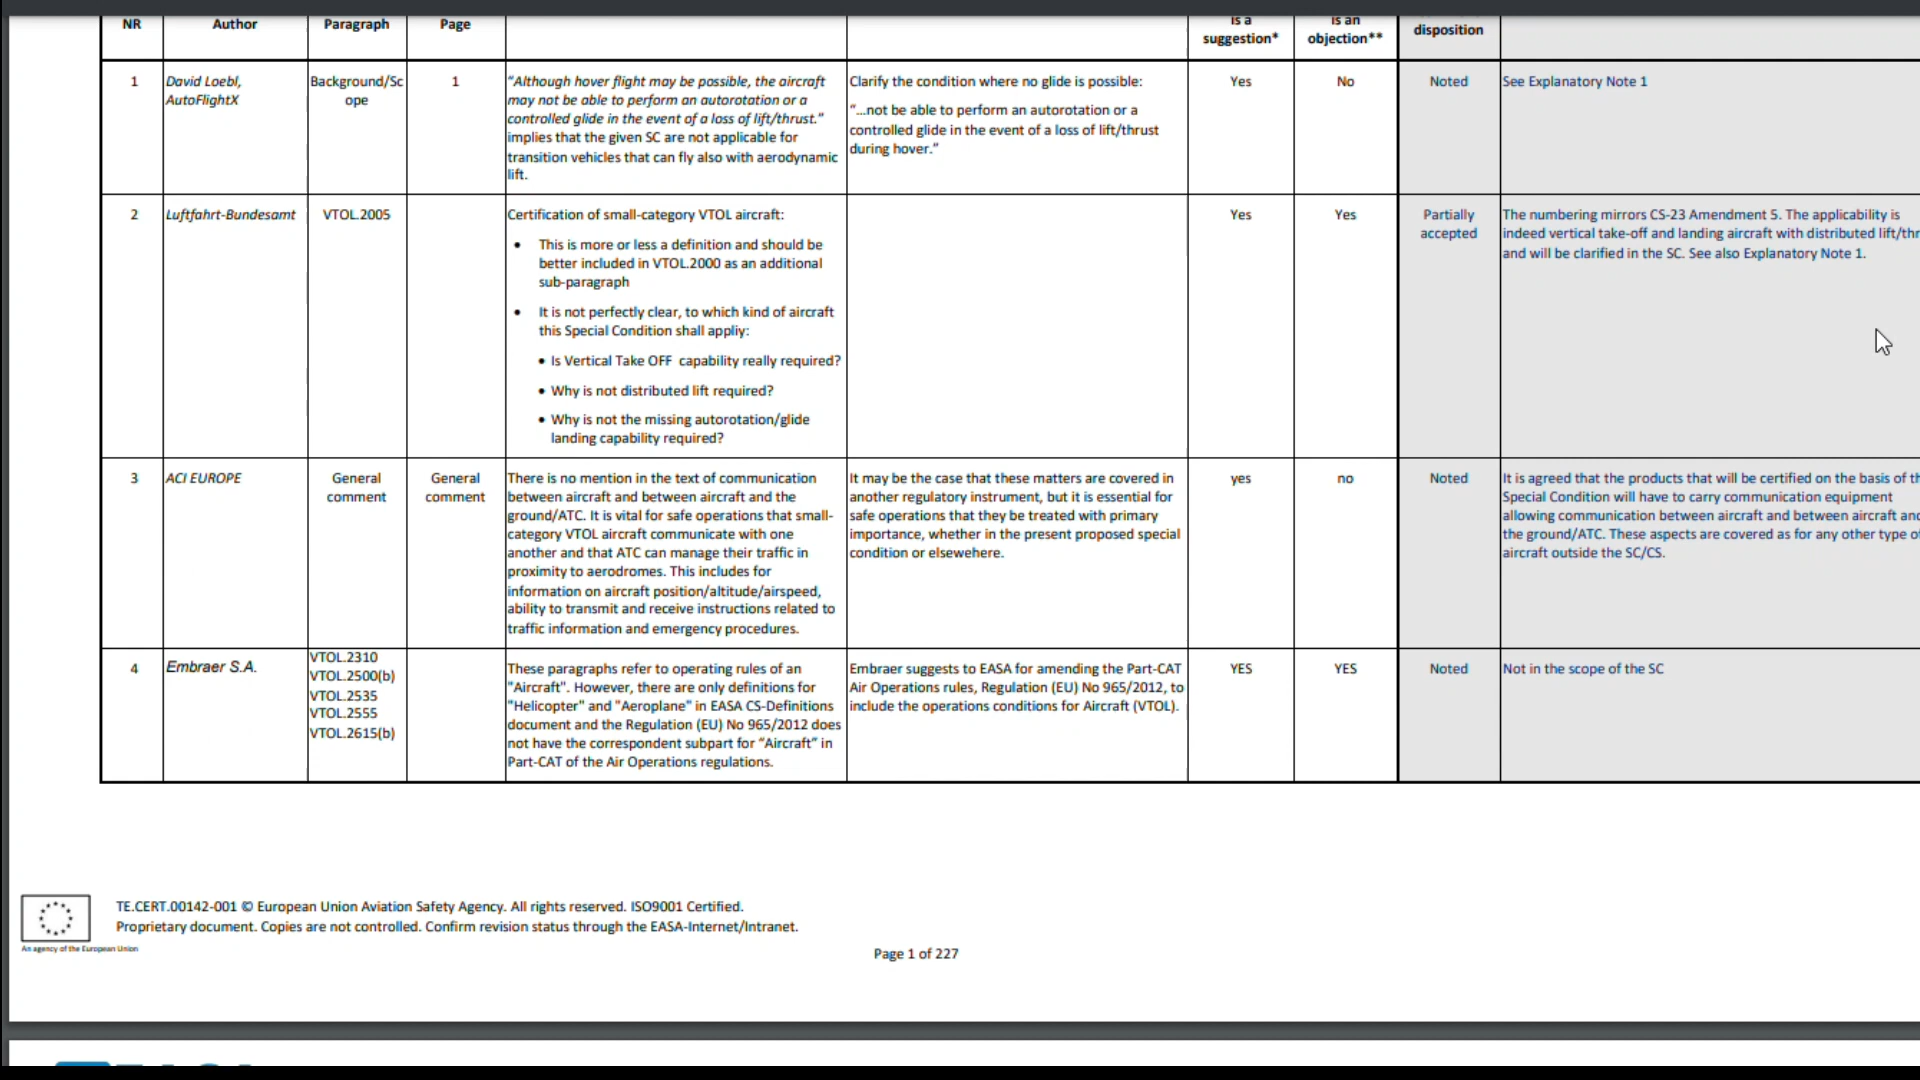 NR Author Paragraph Page is a suggestion* is an objection** disposition
1
David Loebl,
AutoFlightX
Background/Sc
ope
1
“Although hover flight may be possible, the aircraft
may not be able to perform an autorotation or a
controlled glide in the event of a loss of lift/thrust.”
implies that the given SC are not applicable for
transition vehicles that can fly also with aerodynamic
lift.
Clarify the condition where no glide is possible:
“…not be able to perform an autorotation or a
controlled glide in the event of a loss of lift/thrust
during hover.”
Yes
No
Noted
See Explanatory Note 1
2
Luftfahrt-Bundesamt
VTOL.2005
Certification of small-category VTOL aircraft:
• This is more or less a definition and should be
better included in VTOL.2000 as an additional
sub-paragraph
• It is not perfectly clear, to which kind of aircraft
this Special Condition shall appliy:
• Is Vertical Take OFF capability really required?
• Why is not distributed lift required?
• Why is not the missing autorotation/glide
landing capability required?
Yes
Yes
Partially
accepted
The numbering mirrors CS-23 Amendment 5. The applicability is
indeed vertical take-off and landing aircraft with distributed lift/thr
and will be clarified in the SC. See also Explanatory Note 1.
3
ACI EUROPE
General
comment
General
comment
There is no mention in the text of communication
between aircraft and between aircraft and the
ground/ATC. It is vital for safe operations that small-
category VTOL aircraft communicate with one
another and that ATC can manage their traffic in
proximity to aerodromes. This includes for
information on aircraft position/altitude/airspeed,
ability to transmit and receive instructions related to
traffic information and emergency procedures.
It may be the case that these matters are covered in
another regulatory instrument, but it is essential for
safe operations that they be treated with primary
importance, whether in the present proposed special
condition or elsewehere.
yes
no
Noted
It is agreed that the products that will be certified on the basis of th
Special Condition will have to carry communication equipment
allowing communication between aircraft and between aircraft and
the ground/ATC. These aspects are covered as for any other type of
aircraft outside the SC/CS.
4
Embraer S.A.
VTOL.2310
VTOL.2500(b)
VTOL.2535
VTOL.2555
VTOL.2615(b)
These paragraphs refer to operating rules of an
"Aircraft". However, there are only definitions for
"Helicopter" and "Aeroplane" in EASA CS-Definitions
document and the Regulation (EU) No 965/2012 does
not have the correspondent subpart for “Aircraft” in
Part-CAT of the Air Operations regulations.
Embraer suggests to EASA for amending the Part-CAT
Air Operations rules, Regulation (EU) No 965/2012, to
include the operations conditions for Aircraft (VTOL).
YES
YES
Noted
Not in the scope of the SC
TE.CERT.00142-001 © European Union Aviation Safety Agency. All rights reserved. ISO9001 Certified.
Proprietary document. Copies are not controlled. Confirm revision status through the EASA-Internet/Intranet.
An agency of the European Union
Page 1 of 227